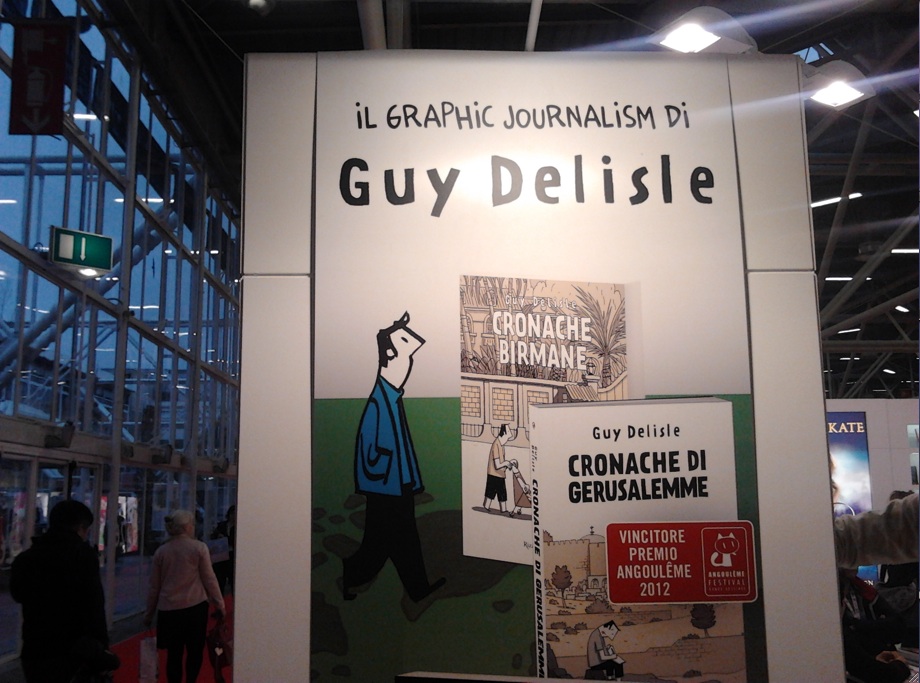 iL GRAPHiC JOURNALiSM Di
Guy Delisle
Guy Delisle
CRONACHE
BIRMANE
Guy Delisle
CRONACHE DI
GERUSALEMME
CRONACHE DI GERUSALEMME
VINCITORE
PREMIO
ANGOULÊME
2012
ANGOULÊME
FESTIVAL
KATE